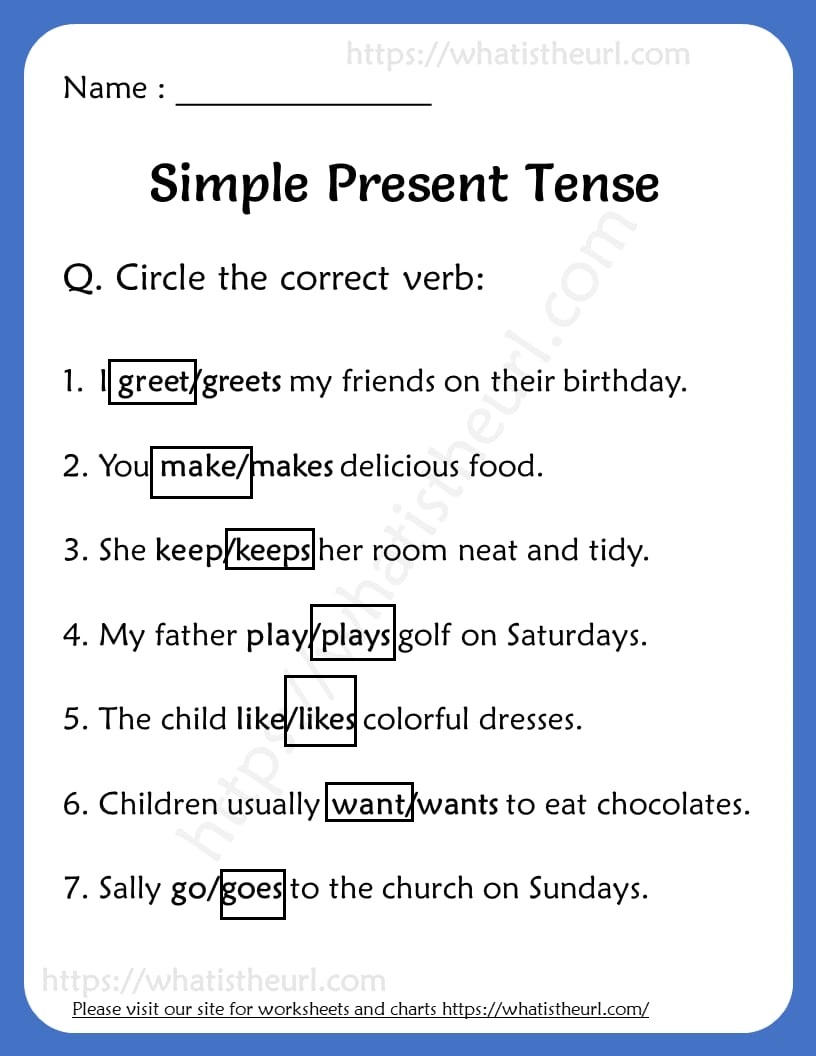 https://whatistheurl.com
Name : _______________
Simple Present Tense
Q. Circle the correct verb:
1. I greet/greets my friends on their birthday.
2. You make/makes delicious food.
3. She keep/keeps her room neat and tidy.
4. My father play/plays golf on Saturdays.
5. The child like/likes colorful dresses.
6. Children usually want/wants to eat chocolates.
7. Sally go/goes to the church on Sundays.
https://whatistheurl.com
https://whatistheurl.com
Please visit our site for worksheets and charts https://whatistheurl.com/